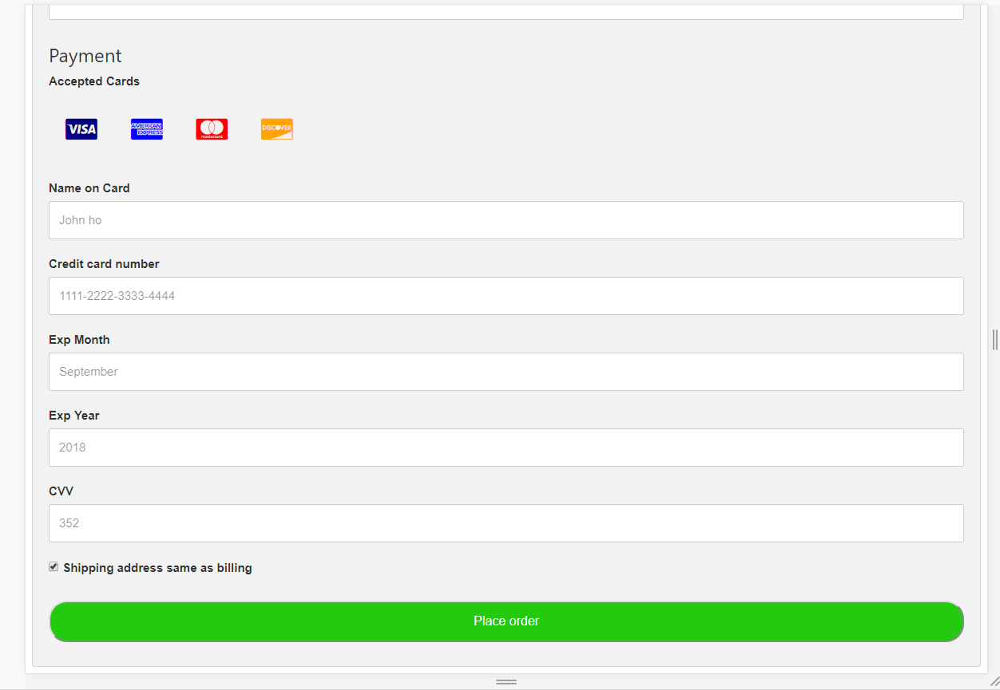 Payment
Accepted Cards
VISA AMERICAN EXPRESS mastercard DISCOVER
Name on Card
John ho
Credit card number
1111-2222-3333-4444
Exp Month
September
Exp Year
2018
CVV
352
Shipping address same as billing
Place order